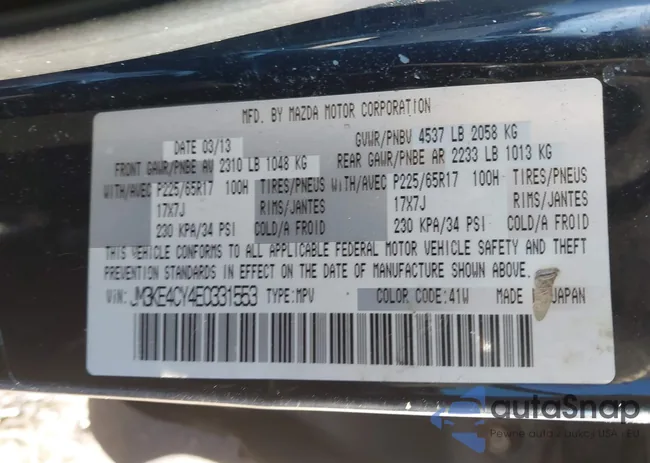 MFD. BY MAZDA MOTOR CORPORATION
DATE 03/13 GVWR/PNBV 4537 LB 2058 KG
FRONT GAWR/PNBE AV 2310 LB 1048 KG REAR GAWR/PNBE AR 2233 LB 1013 KG
WITH/AVEC P225/65R17 100H TIRES/PNEUS WITH/AVEC P225/65R17 100H TIRES/PNEUS
17X7J RIMS/JANTES 17X7J RIMS/JANTES
230 KPA/34 PSI COLD/A FROID 230 KPA/34 PSI COLD/A FROID
THIS VEHICLE CONFORMS TO ALL APPLICABLE FEDERAL MOTOR VEHICLE SAFETY AND THEFT
PREVENTION STANDARDS IN EFFECT ON THE DATE OF MANUFACTURE SHOWN ABOVE.
VIN: JM3KE4CY4E0331553 TYPE:MPV COLOR CODE:41W MADE JAPAN
autoSnap
Pewne auta z aukcji USA i EU